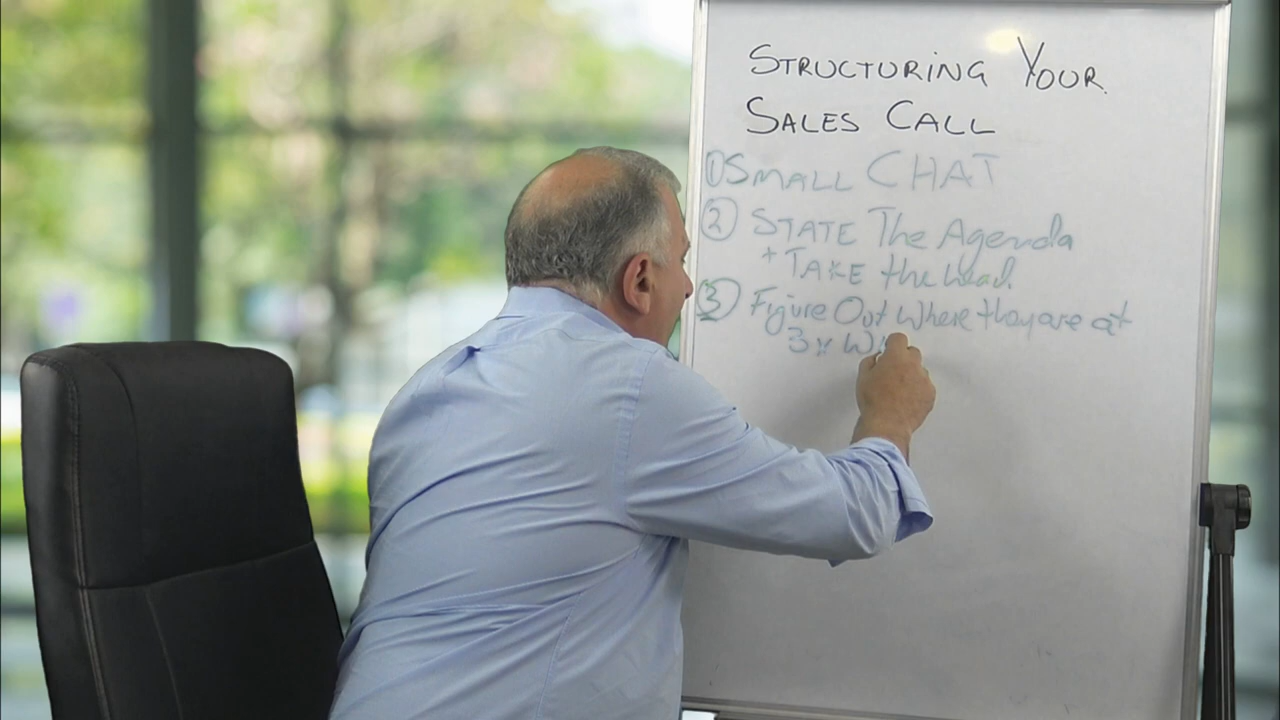 STRUCTURING YOUR
SALES CALL
① SMALL CHAT
② STATE The Agenda
+ TAKE the lead
③ Figure Out Where they are at
3 x